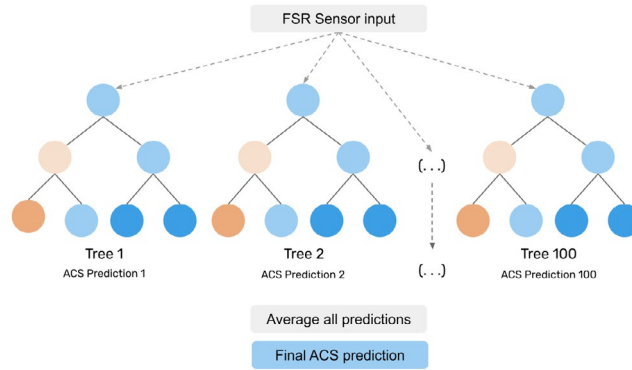 FSR Sensor input
(...)
Tree 1
Tree 2
Tree 100
ACS Prediction 1
ACS Prediction 2
(...)
ACS Prediction 100
Average all predictions
Final ACS prediction